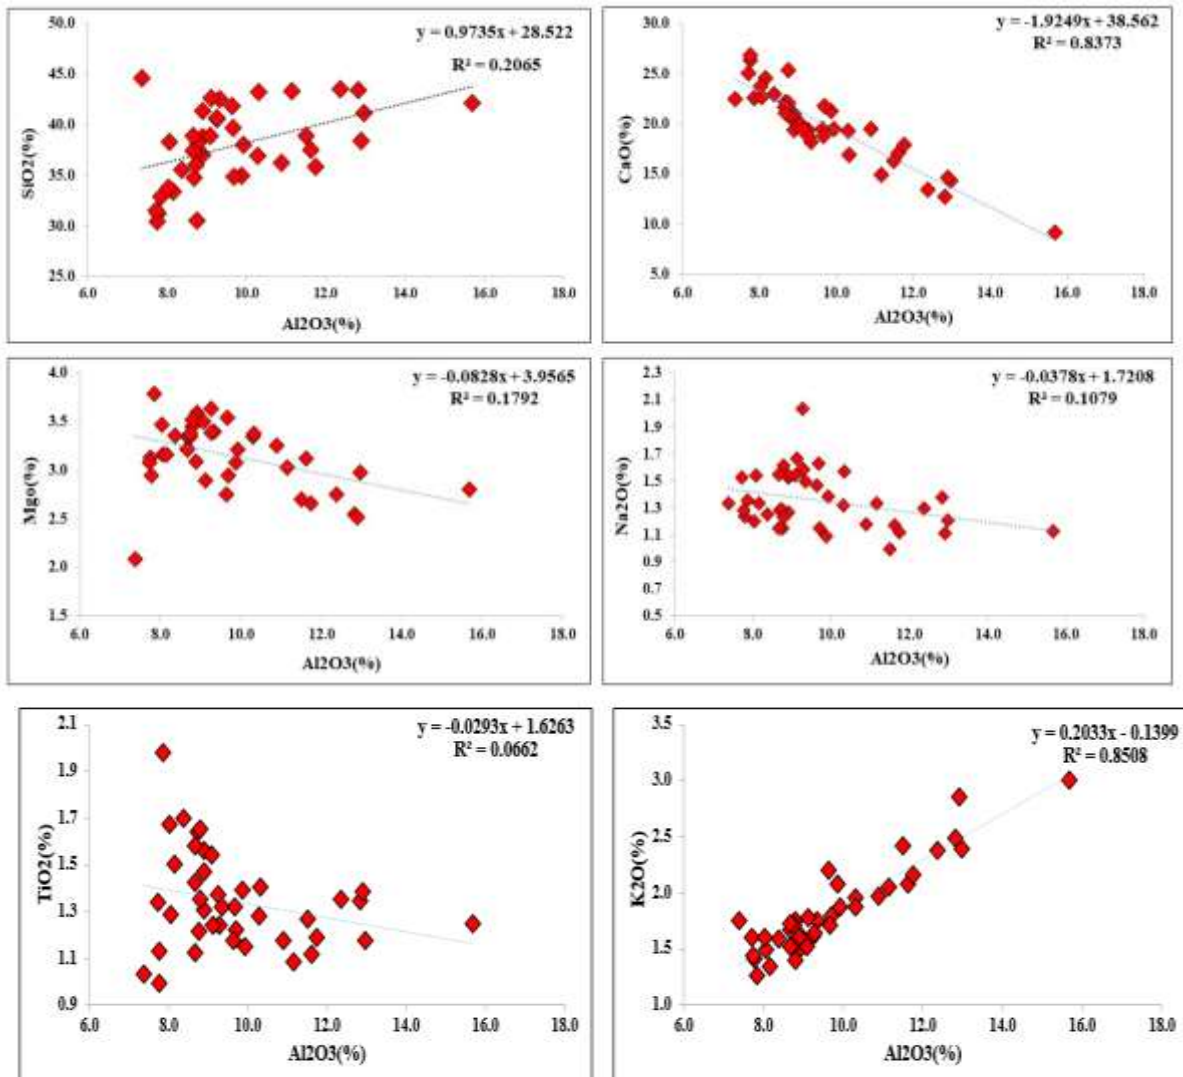 y = 0.9735x + 28.522
R² = 0.2065
50.0
45.0
40.0
35.0
30.0
25.0
SiO2(%)
6.0 8.0 10.0 12.0 14.0 16.0 18.0
Al2O3(%)
y = -1.9249x + 38.562
R² = 0.8373
30.0
25.0
20.0
15.0
10.0
5.0
CaO(%)
6.0 8.0 10.0 12.0 14.0 16.0 18.0
Al2O3(%)
y = -0.0828x + 3.9565
R² = 0.1792
4.0
3.5
3.0
2.5
2.0
1.5
Mgo(%)
6.0 8.0 10.0 12.0 14.0 16.0 18.0
Al2O3(%)
y = -0.0378x + 1.7208
R² = 0.1079
2.3
2.1
1.9
1.7
1.5
1.3
1.1
0.9
0.7
0.5
Na2O(%)
6.0 8.0 10.0 12.0 14.0 16.0 18.0
Al2O3(%)
y = -0.0293x + 1.6263
R² = 0.0662
2.1
1.9
1.7
1.5
1.3
1.1
0.9
TiO2(%)
6.0 8.0 10.0 12.0 14.0 16.0 18.0
Al2O3(%)
y = 0.2033x - 0.1399
R² = 0.8508
3.5
3.0
2.5
2.0
1.5
1.0
K2O(%)
6.0 8.0 10.0 12.0 14.0 16.0 18.0
Al2O3(%)